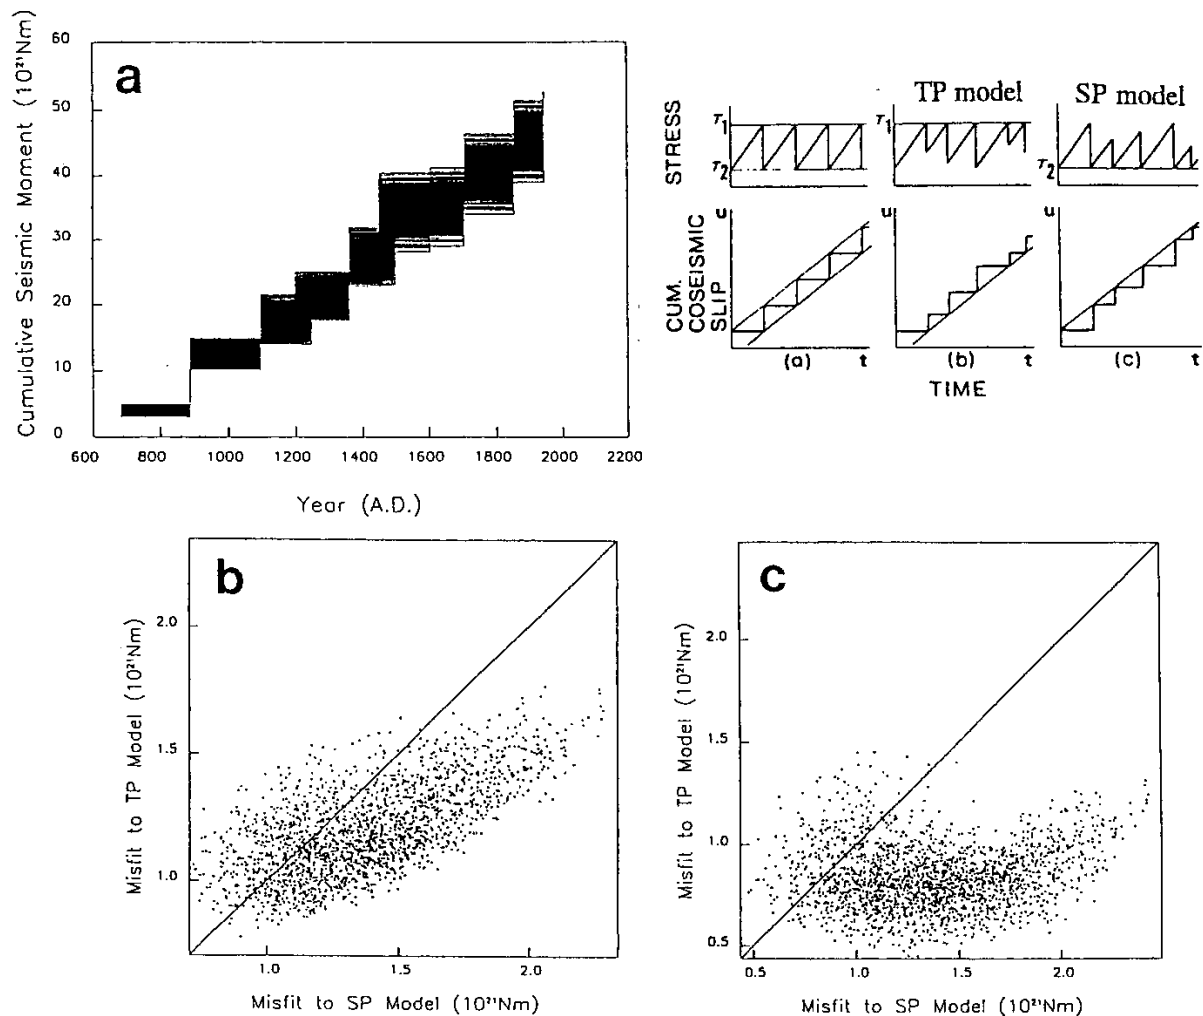 a
Cumulative Seismic Moment (10²¹Nm)
60
50
40
30
20
10
0
600 800 1000 1200 1400 1600 1800 2000 2200
Year (A.D.)
TP model SP model
STRESS
τ₁
τ₂
τ₁
τ₂
CUM.
COSEISMIC
SLIP
u
u
u
t
t
t
(a) (b) (c)
TIME
b
Misfit to TP Model (10²¹Nm)
2.0
1.5
1.0
1.0 1.5 2.0
Misfit to SP Model (10²¹Nm)
c
Misfit to TP Model (10²¹Nm)
2.0
1.5
1.0
0.5
0.5 1.0 1.5 2.0
Misfit to SP Model (10²¹Nm)